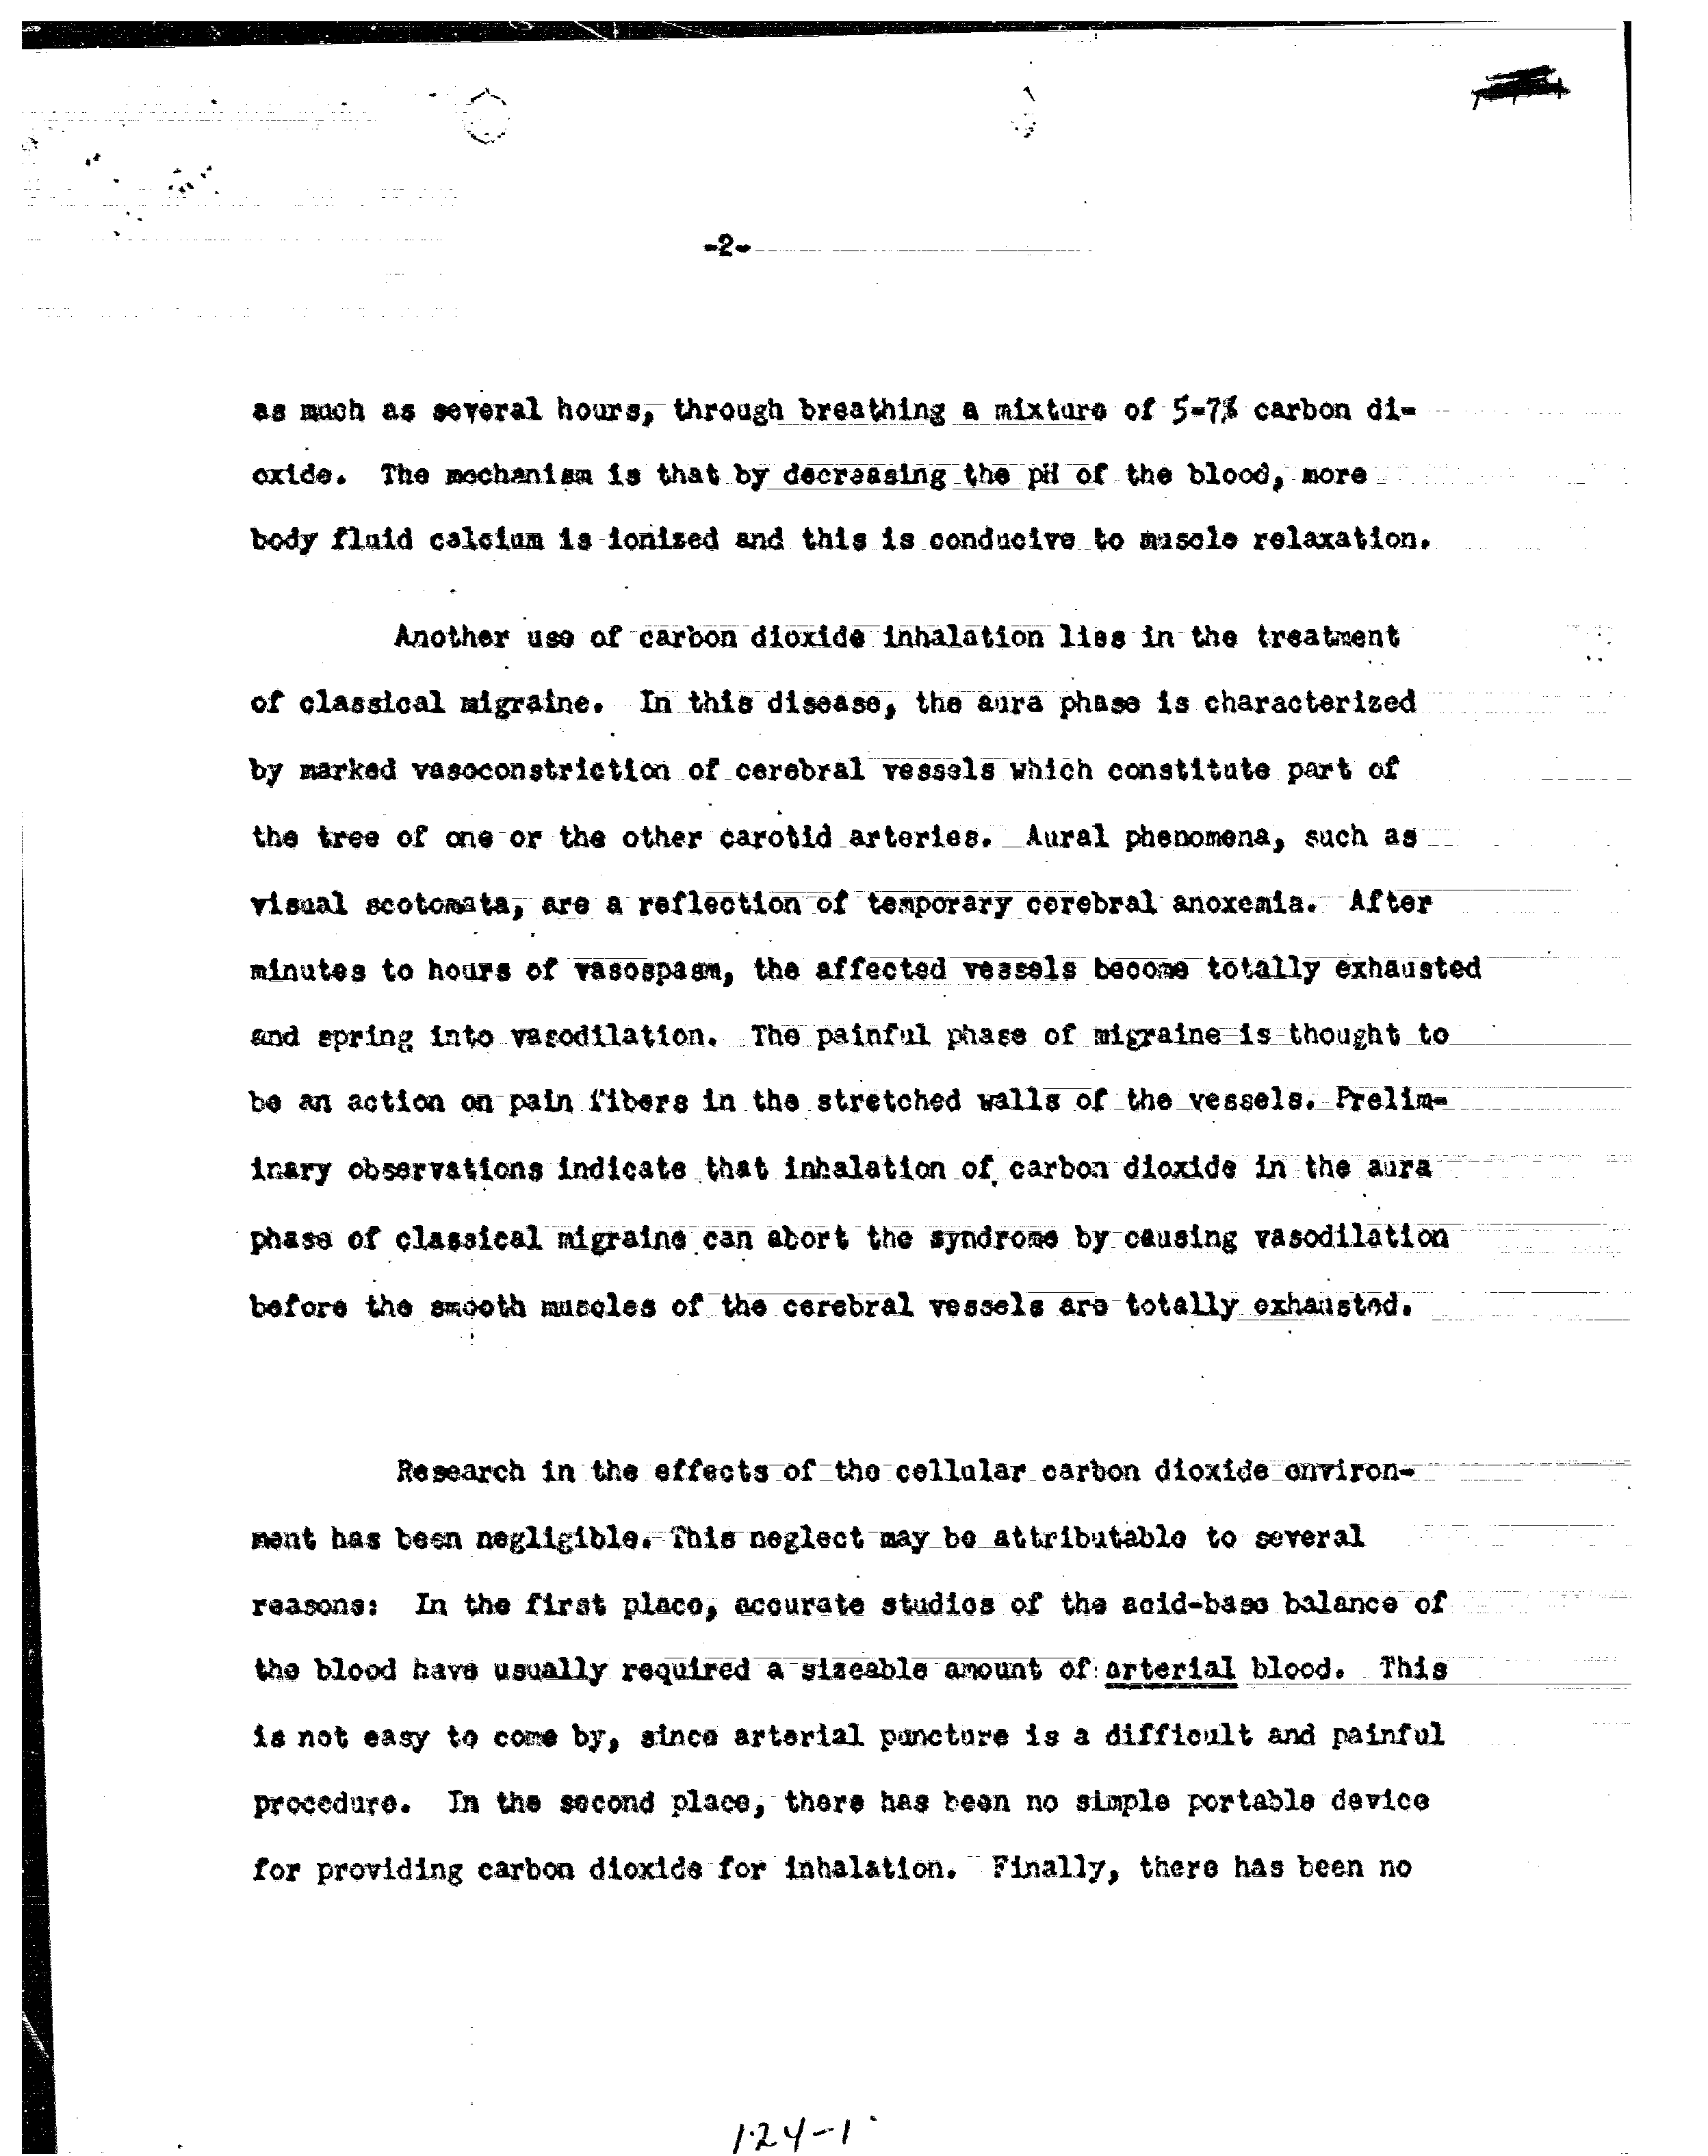 -2-
as much as several hours, through breathing a mixture of 5-7% carbon di-
oxide. The mechanism is that by decreasing the pH of the blood, more
body fluid calcium is ionized and this is conducive to muscle relaxation.
Another use of carbon dioxide inhalation lies in the treatment
of classical migraine. In this disease, the aura phase is characterized
by marked vasoconstriction of cerebral vessels which constitute part of
the tree of one or the other carotid arteries. Aural phenomena, such as
visual scotomata, are a reflection of temporary cerebral anoxemia. After
minutes to hours of vasospasm, the affected vessels become totally exhausted
and spring into vasodilation. The painful phase of migraine is thought to
be an action on pain fibers in the stretched walls of the vessels. Prelim-
inary observations indicate that inhalation of carbon dioxide in the aura
phase of classical migraine can abort the syndrome by causing vasodilation
before the smooth muscles of the cerebral vessels are totally exhausted.
Research in the effects of the cellular carbon dioxide environ-
ment has been negligible. This neglect may be attributable to several
reasons: In the first place, accurate studies of the acid-base balance of
the blood have usually required a sizeable amount of arterial blood. This
is not easy to come by, since arterial puncture is a difficult and painful
procedure. In the second place, there has been no simple portable device
for providing carbon dioxide for inhalation. Finally, there has been no
124-1